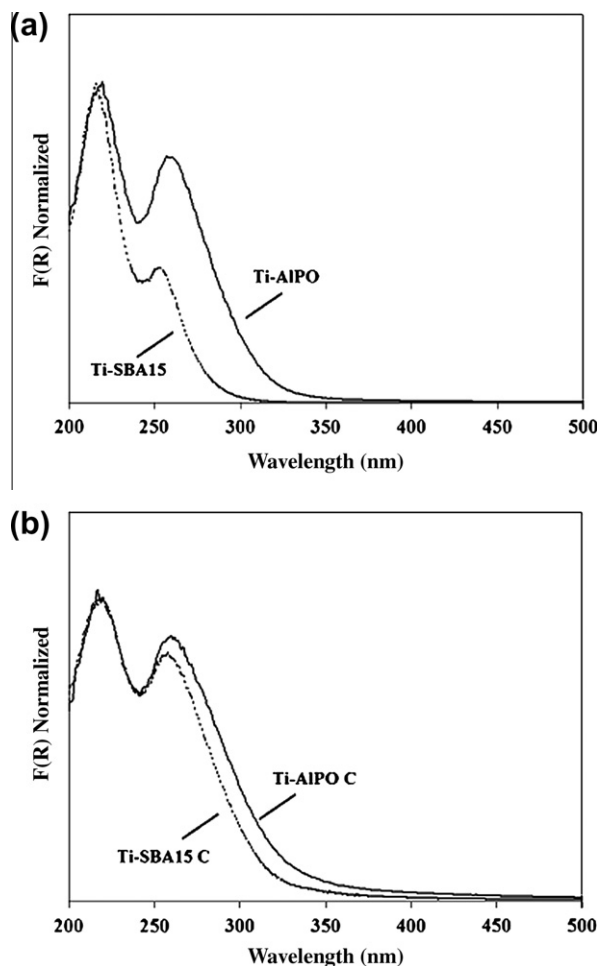 (a)
F(R) Normalized
Ti-AlPO
Ti-SBA15
200 250 300 350 400 450 500
Wavelength (nm)
(b)
F(R) Normalized
Ti-AlPO C
Ti-SBA15 C
200 250 300 350 400 450 500
Wavelength (nm)